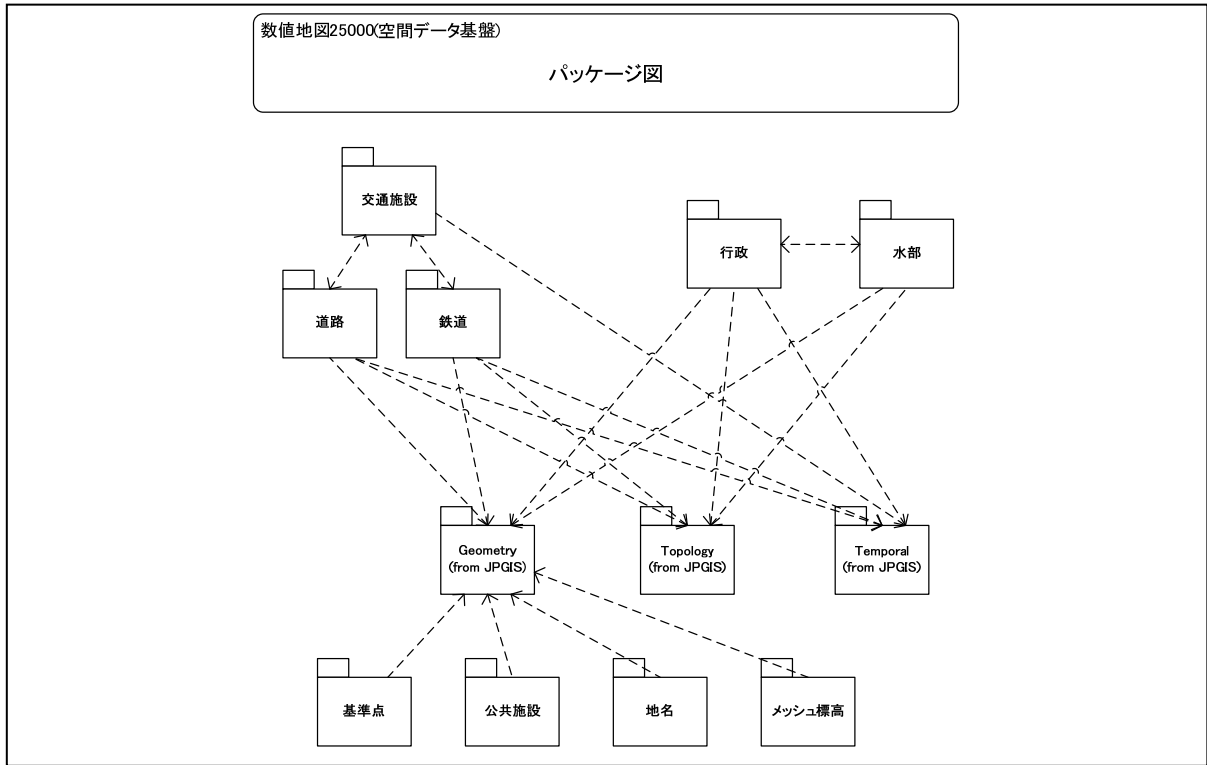 数値地図25000(空間データ基盤)
パッケージ図
交通施設
行政
水部
道路
鉄道
Geometry
(from JPGIS)
Topology
(from JPGIS)
Temporal
(from JPGIS)
基準点
公共施設
地名
メッシュ標高